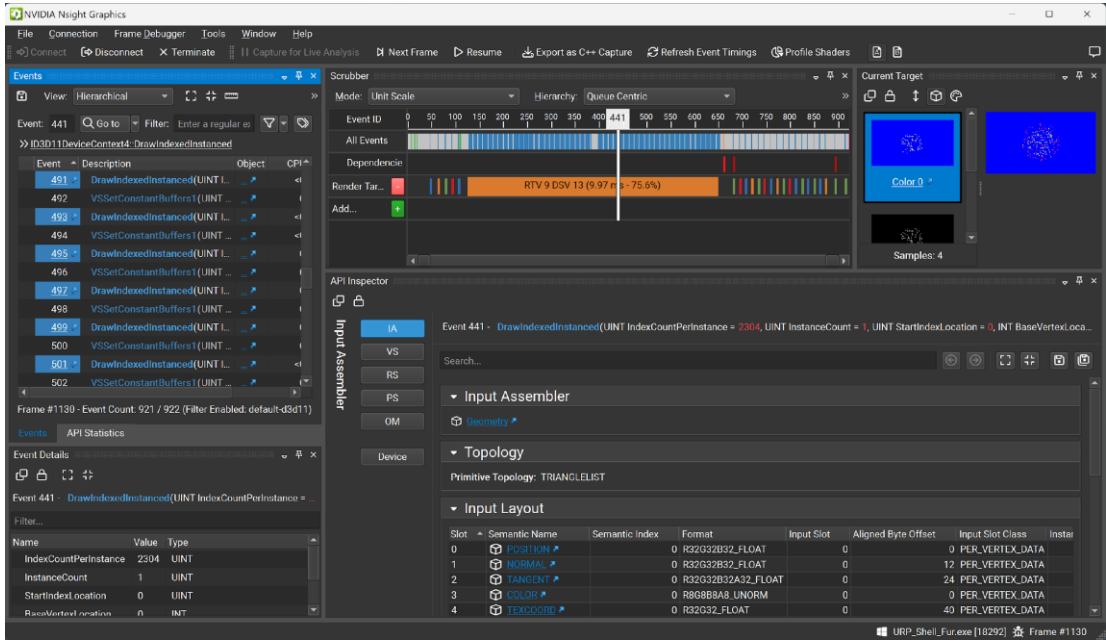 NVIDIA Nsight Graphics
File Connection Frame Debugger Tools Window Help
Connect Disconnect Terminate Capture for Live Analysis Next Frame Resume Export as C++ Capture Refresh Event Timings Profile Shaders
Events
View: Hierarchical
Event: 441 Go to Filter: Enter a regular e
ID3D11DeviceContext4::DrawIndexedInstanced
Event Description Object CPU
491 DrawIndexedInstanced(UINT I...
492 VSSetConstantBuffers1(UINT ...
493 DrawIndexedInstanced(UINT I...
494 VSSetConstantBuffers1(UINT ...
495 DrawIndexedInstanced(UINT I...
496 VSSetConstantBuffers1(UINT ...
497 DrawIndexedInstanced(UINT I...
498 VSSetConstantBuffers1(UINT ...
499 DrawIndexedInstanced(UINT I...
500 VSSetConstantBuffers1(UINT ...
501 DrawIndexedInstanced(UINT I...
502 VSSetConstantBuffers1(UINT ...
Frame #1130 - Event Count: 921 / 922 (Filter Enabled: default-d3d11)
Events API Statistics
Event Details
Event 441 - DrawIndexedInstanced(UINT IndexCountPerInstance = ...
Filter...
Name Value Type
IndexCountPerInstance 2304 UINT
InstanceCount 1 UINT
StartIndexLocation 0 UINT
BaseVertexLocation 0 INT
Scrubber
Mode: Unit Scale Hierarchy: Queue Centric
Event ID 0 50 100 150 200 250 300 350 400 441 500 550 600 650 700 750 800 850 900
All Events
Dependencie
Render Tar... RTV 9 DSV 13 (9.97 ms - 75.6%)
Add...
Current Target
Color 0
Samples: 4
API Inspector
Input Assembler
IA
VS
RS
PS
OM
Device
Event 441 - DrawIndexedInstanced(UINT IndexCountPerInstance = 2304, UINT InstanceCount = 1, UINT StartIndexLocation = 0, INT BaseVertexLoca...
Search...
Input Assembler
Geometry
Topology
Primitive Topology: TRIANGLELIST
Input Layout
Slot Semantic Name Semantic Index Format Input Slot Aligned Byte Offset Input Slot Class Instar
0 POSITION 0 R32G32B32_FLOAT 0 0 PER_VERTEX_DATA
1 NORMAL 0 R32G32B32_FLOAT 0 12 PER_VERTEX_DATA
2 TANGENT 0 R32G32B32A32_FLOAT 0 24 PER_VERTEX_DATA
3 COLOR 0 R8G8B8A8_UNORM 0 0 PER_VERTEX_DATA
4 TEXCOORD 0 R32G32_FLOAT 0 40 PER_VERTEX_DATA
URP_Shell_Fur.exe [18292] Frame #1130